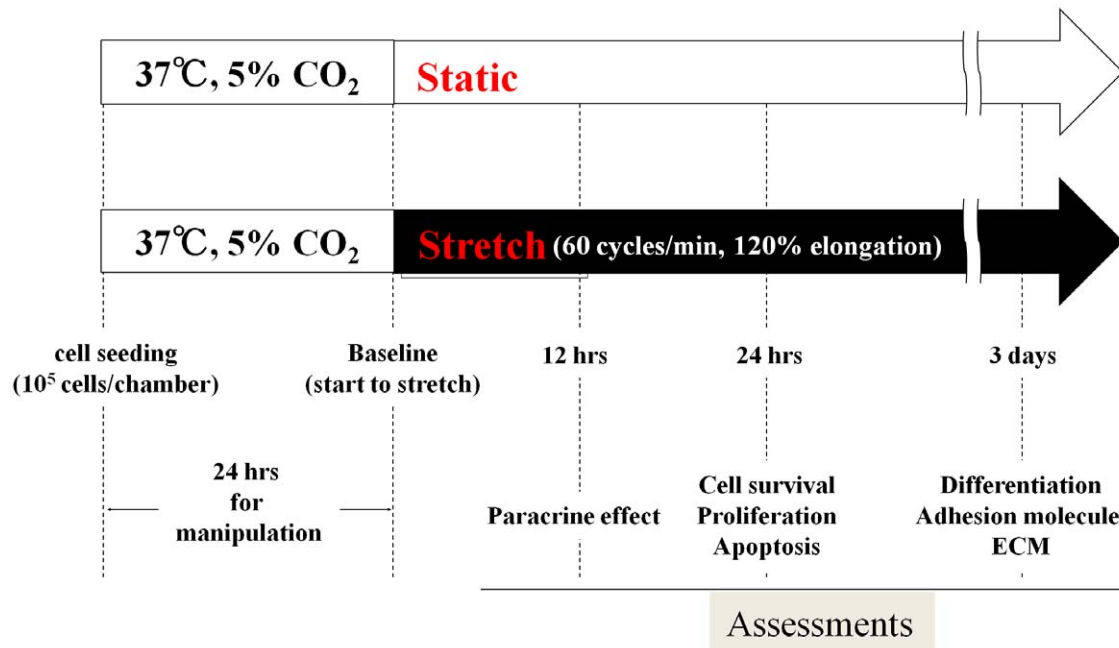 37℃, 5% CO₂
Static
37℃, 5% CO₂
Stretch (60 cycles/min, 120% elongation)
cell seeding
(10⁵ cells/chamber)
Baseline
(start to stretch)
12 hrs
24 hrs
3 days
24 hrs
for
manipulation
Paracrine effect
Cell survival
Proliferation
Apoptosis
Differentiation
Adhesion molecule
ECM
Assessments